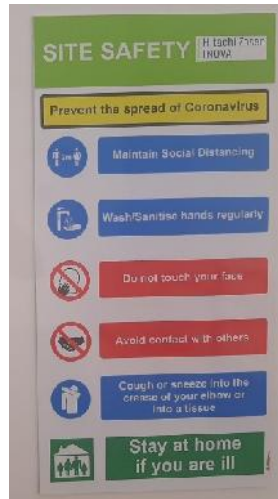 SITE SAFETY
Hitachi Zosen
INOVA
Prevent the spread of Coronavirus
Maintain Social Distancing
Wash/Sanitise hands regularly
Do not touch your face
Avoid contact with others
Cough or sneeze into the
crease of your elbow or
into a tissue
Stay at home
if you are ill